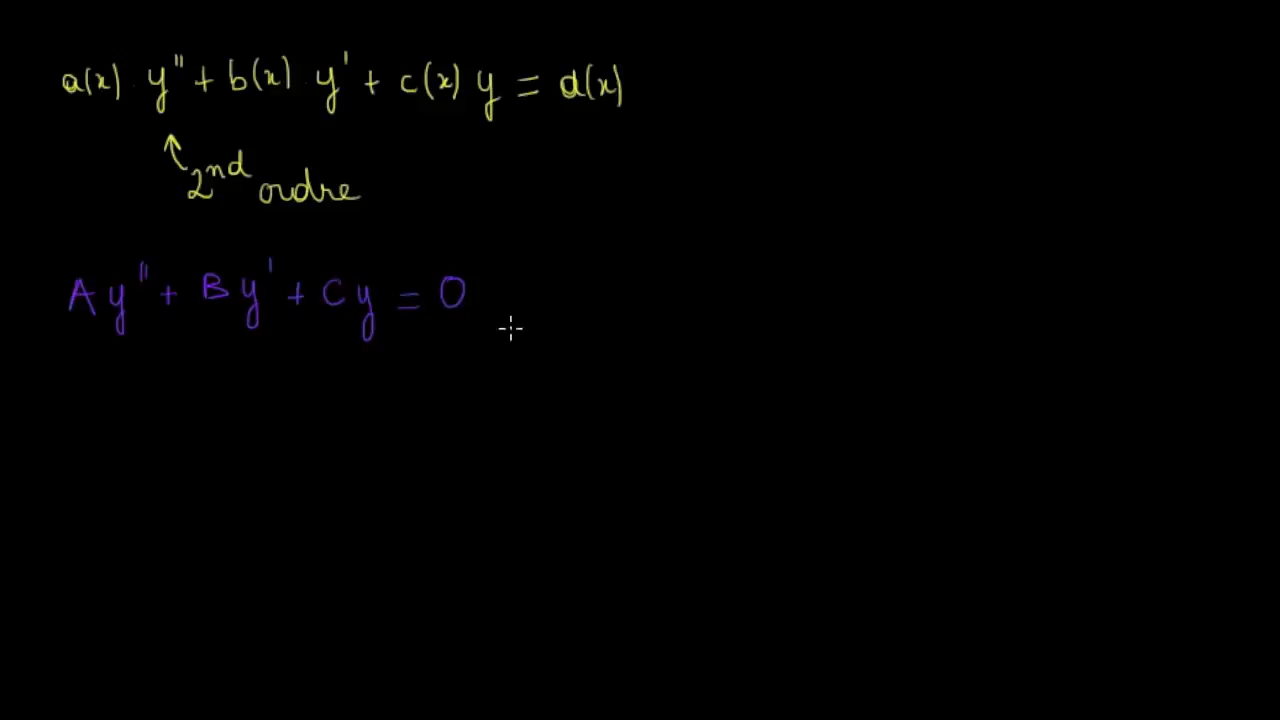 a(x) y'' + b(x) y' + c(x) y = d(x)
2nd ordre
A y'' + B y' + C y = 0